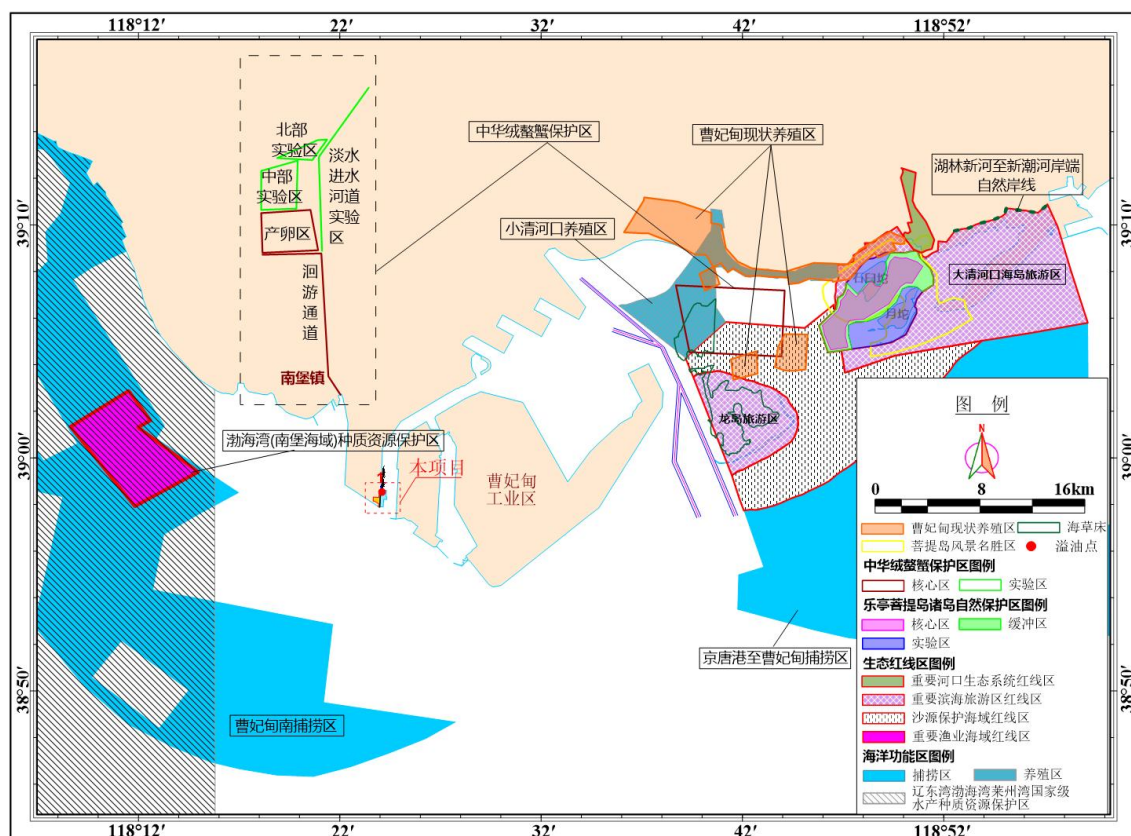 118°12′
22′
32′
42′
118°52′
39°10′
39°00′
38°50′
39°10′
39°00′
38°50′
118°12′
22′
32′
42′
118°52′
北部
实验区
中部
实验区
淡水
进水
河道
实验
区
产卵区
洄
游
通
道
南堡镇
中华绒螯蟹保护区
曹妃甸现状养殖区
湖林新河至新潮河岸端
自然岸线
小清河口养殖区
石臼坨
月坨
大清河口海岛旅游区
龙岛旅游区
渤海湾(南堡海域)种质资源保护区
本项目
曹妃甸
工业区
京唐港至曹妃甸捕捞区
曹妃甸南捕捞区
图 例
N
0 8 16km
曹妃甸现状养殖区 海草床
菩提岛风景名胜区 溢油点
中华绒螯蟹保护区图例
核心区 实验区
乐亭菩提岛诸岛自然保护区图例
核心区 缓冲区
实验区
生态红线区图例
重要河口生态系统红线区
重要滨海旅游区红线区
沙源保护海域红线区
重要渔业海域红线区
海洋功能区图例
捕捞区 养殖区
辽东湾渤海湾莱州湾国家级
水产种质资源保护区